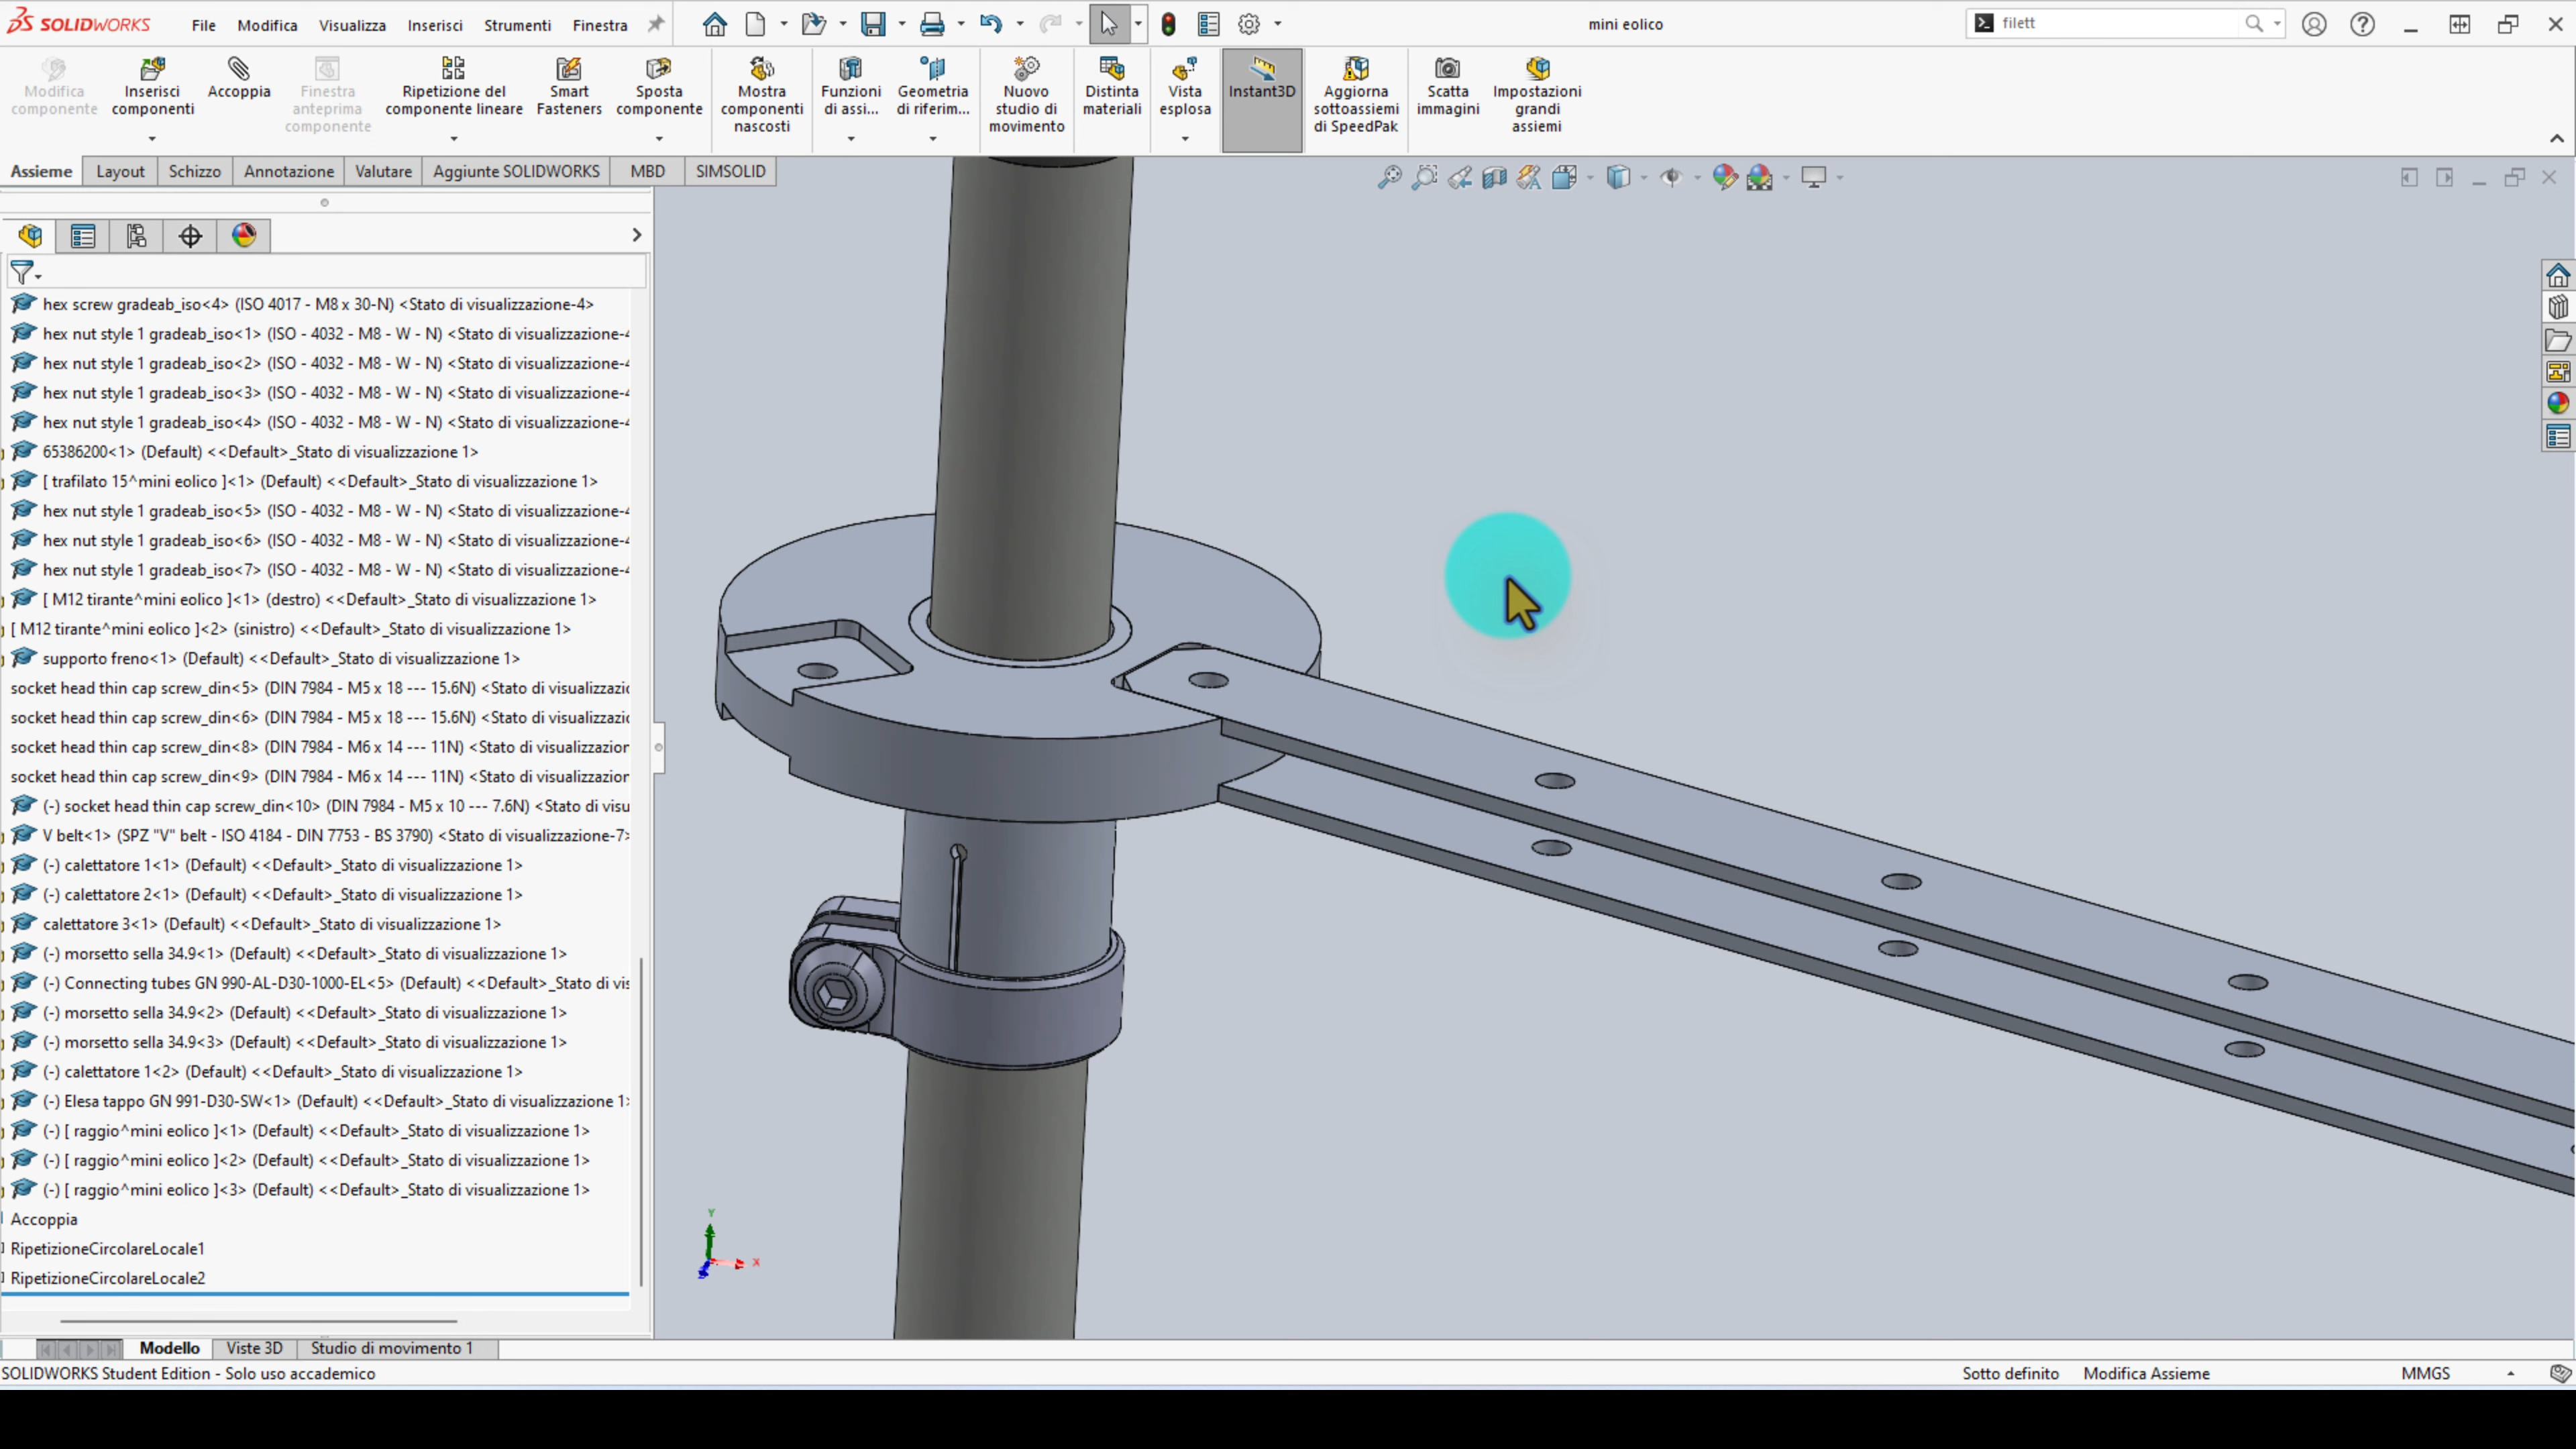 SOLIDWORKS
File Modifica Visualizza Inserisci Strumenti Finestra
mini eolico
filett
Modifica componente
Inserisci componenti
Accoppia
Finestra anteprima componente
Ripetizione del componente lineare
Smart Fasteners
Sposta componente
Mostra componenti nascosti
Funzioni di assi...
Geometria di riferim...
Nuovo studio di movimento
Distinta materiali
Vista esplosa
Instant3D
Aggiorna sottoassiemi di SpeedPak
Scatta immagini
Impostazioni grandi assiemi
Assieme Layout Schizzo Annotazione Valutare Aggiunte SOLIDWORKS MBD SIMSOLID
hex screw gradeab_iso<4> (ISO 4017 - M8 x 30-N) <Stato di visualizzazione-4>
hex nut style 1 gradeab_iso<1> (ISO - 4032 - M8 - W - N) <Stato di visualizzazione-4
hex nut style 1 gradeab_iso<2> (ISO - 4032 - M8 - W - N) <Stato di visualizzazione-4
hex nut style 1 gradeab_iso<3> (ISO - 4032 - M8 - W - N) <Stato di visualizzazione-4
hex nut style 1 gradeab_iso<4> (ISO - 4032 - M8 - W - N) <Stato di visualizzazione-4
65386200<1> (Default) <<Default>_Stato di visualizzazione 1>
[ trafilato 15^mini eolico ]<1> (Default) <<Default>_Stato di visualizzazione 1>
hex nut style 1 gradeab_iso<5> (ISO - 4032 - M8 - W - N) <Stato di visualizzazione-4
hex nut style 1 gradeab_iso<6> (ISO - 4032 - M8 - W - N) <Stato di visualizzazione-4
hex nut style 1 gradeab_iso<7> (ISO - 4032 - M8 - W - N) <Stato di visualizzazione-4
[ M12 tirante^mini eolico ]<1> (destro) <<Default>_Stato di visualizzazione 1>
[ M12 tirante^mini eolico ]<2> (sinistro) <<Default>_Stato di visualizzazione 1>
supporto freno<1> (Default) <<Default>_Stato di visualizzazione 1>
socket head thin cap screw_din<5> (DIN 7984 - M5 x 18 --- 15.6N) <Stato di visualizzazio
socket head thin cap screw_din<6> (DIN 7984 - M5 x 18 --- 15.6N) <Stato di visualizzazio
socket head thin cap screw_din<8> (DIN 7984 - M6 x 14 --- 11N) <Stato di visualizzazion
socket head thin cap screw_din<9> (DIN 7984 - M6 x 14 --- 11N) <Stato di visualizzazion
(-) socket head thin cap screw_din<10> (DIN 7984 - M5 x 10 --- 7.6N) <Stato di visu
V belt<1> (SPZ "V" belt - ISO 4184 - DIN 7753 - BS 3790) <Stato di visualizzazione-7>
(-) calettatore 1<1> (Default) <<Default>_Stato di visualizzazione 1>
(-) calettatore 2<1> (Default) <<Default>_Stato di visualizzazione 1>
calettatore 3<1> (Default) <<Default>_Stato di visualizzazione 1>
(-) morsetto sella 34.9<1> (Default) <<Default>_Stato di visualizzazione 1>
(-) Connecting tubes GN 990-AL-D30-1000-EL<5> (Default) <<Default>_Stato di vis
(-) morsetto sella 34.9<2> (Default) <<Default>_Stato di visualizzazione 1>
(-) morsetto sella 34.9<3> (Default) <<Default>_Stato di visualizzazione 1>
(-) calettatore 1<2> (Default) <<Default>_Stato di visualizzazione 1>
(-) Elesa tappo GN 991-D30-SW<1> (Default) <<Default>_Stato di visualizzazione 1>
(-) [ raggio^mini eolico ]<1> (Default) <<Default>_Stato di visualizzazione 1>
(-) [ raggio^mini eolico ]<2> (Default) <<Default>_Stato di visualizzazione 1>
(-) [ raggio^mini eolico ]<3> (Default) <<Default>_Stato di visualizzazione 1>
Accoppia
RipetizioneCircolareLocale1
RipetizioneCircolareLocale2
Y
X
Modello Viste 3D Studio di movimento 1
SOLIDWORKS Student Edition - Solo uso accademico
Sotto definito Modifica Assieme MMGS